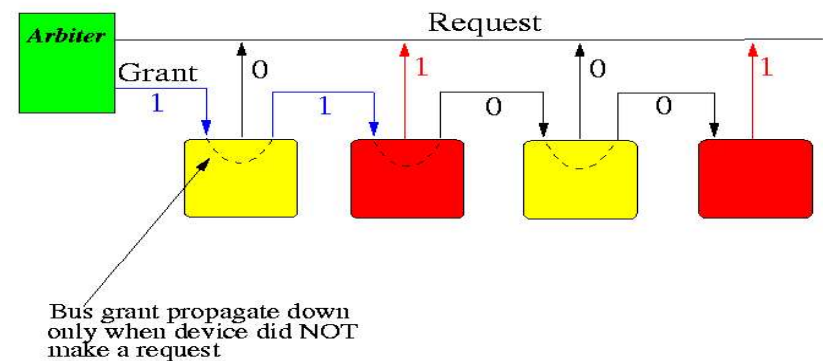 Request
Arbiter
Grant
0
1
0
1
1
1
0
0
Bus grant propagate down
only when device did NOT
make a request